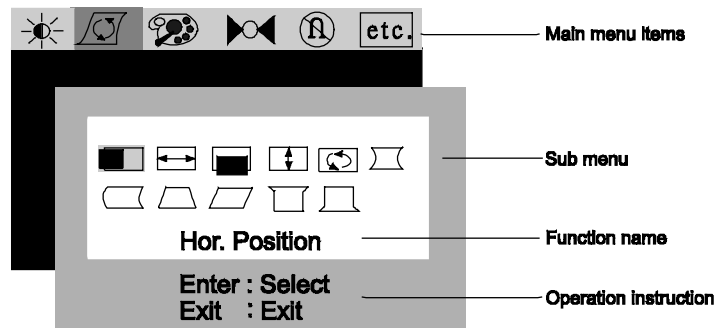 etc.
Main menu items
Sub menu
Hor. Position
Function name
Enter : Select
Exit : Exit
Operation instruction